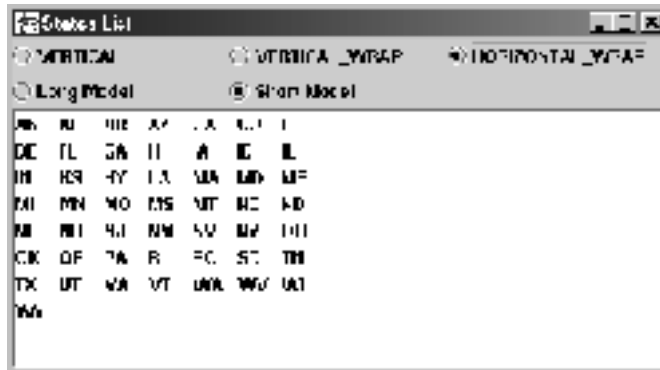 States List
VERTICAL VERTICAL_WRAP HORIZONTAL_WRAP
Long Model Short Model
AK AL AR AZ CA CO CT
DE FL GA HI IA ID IL
IN KS KY LA MA MD ME
MI MN MO MS MT NC ND
NE NH NJ NM NV NY OH
OK OR PA RI SC SD TN
TX UT VA VT WA WV WI
WY